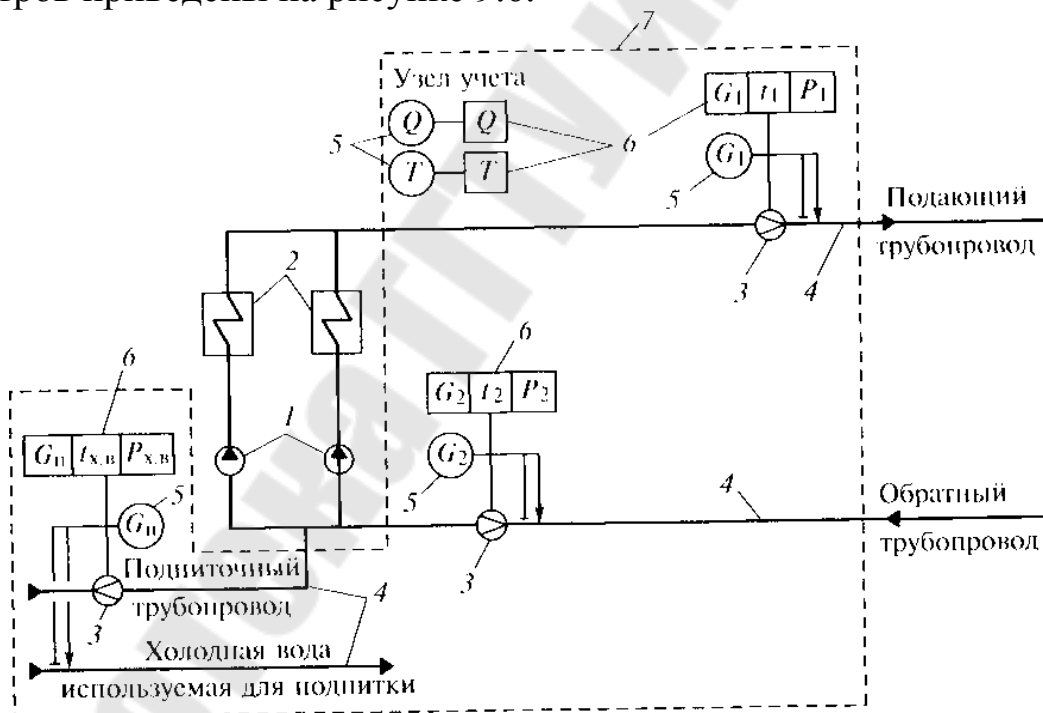 тров приведены на рисунке 9.6.
7
Узел учета
Q Q
T T
5
6
G1 t1 P1
G1
5
Подающий
трубопровод
3 4
2
6
G2 t2 P2
G2
5
4
Обратный
трубопровод
3
1
6
Gп tх.в Pх.в
5
Gп
Подпиточный
трубопровод
3
4
Холодная вода
используемая для подпитки